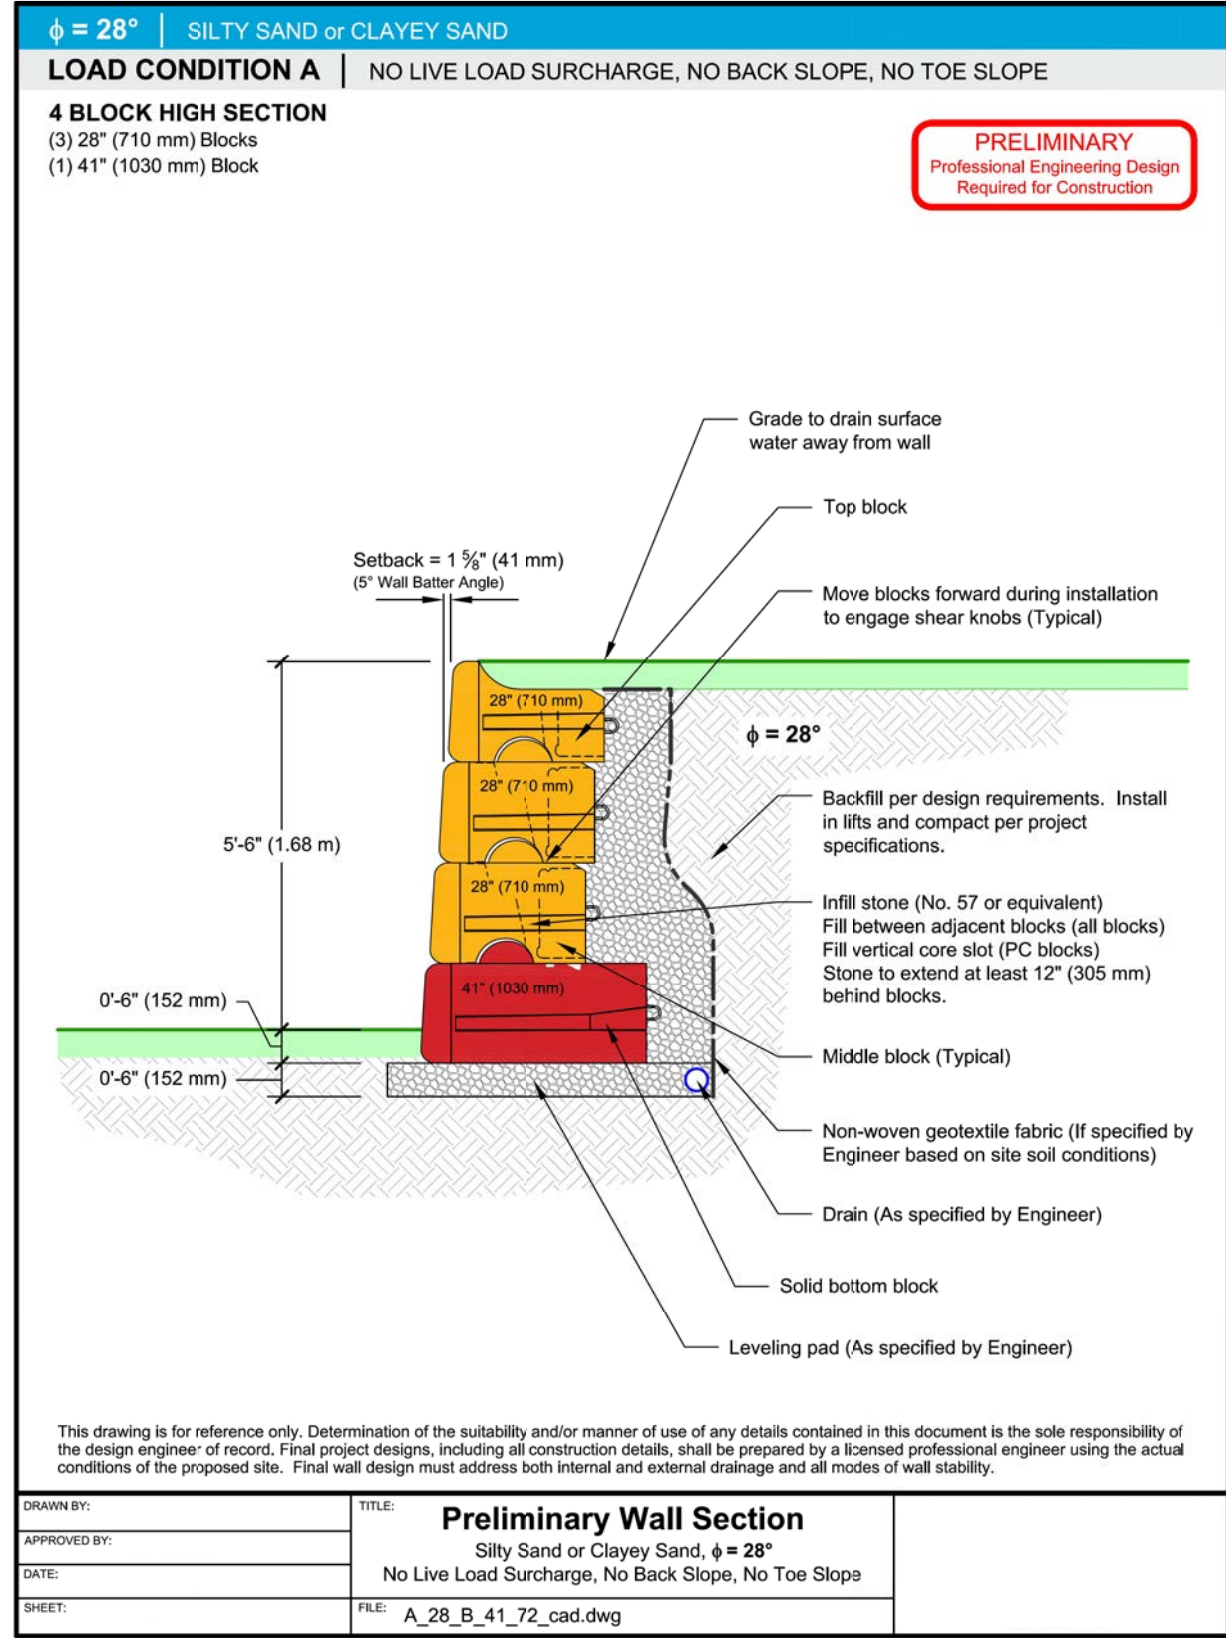 ϕ = 28° | SILTY SAND or CLAYEY SAND
LOAD CONDITION A | NO LIVE LOAD SURCHARGE, NO BACK SLOPE, NO TOE SLOPE
4 BLOCK HIGH SECTION
(3) 28" (710 mm) Blocks
(1) 41" (1030 mm) Block
PRELIMINARY
Professional Engineering Design
Required for Construction
Grade to drain surface
water away from wall
Top block
Setback = 1 ⅝" (41 mm)
(5° Wall Batter Angle)
Move blocks forward during installation
to engage shear knobs (Typical)
28" (710 mm)
ϕ = 28°
28" (710 mm)
Backfill per design requirements. Install
in lifts and compact per project
specifications.
5'-6" (1.68 m)
28" (710 mm)
Infill stone (No. 57 or equivalent)
Fill between adjacent blocks (all blocks)
Fill vertical core slot (PC blocks)
Stone to extend at least 12" (305 mm)
behind blocks.
41" (1030 mm)
0'-6" (152 mm)
Middle block (Typical)
0'-6" (152 mm)
Non-woven geotextile fabric (If specified by
Engineer based on site soil conditions)
Drain (As specified by Engineer)
Solid bottom block
Leveling pad (As specified by Engineer)
This drawing is for reference only. Determination of the suitability and/or manner of use of any details contained in this document is the sole responsibility of
the design engineer of record. Final project designs, including all construction details, shall be prepared by a licensed professional engineer using the actual
conditions of the proposed site. Final wall design must address both internal and external drainage and all modes of wall stability.
DRAWN BY:
APPROVED BY:
DATE:
SHEET:
TITLE:
Preliminary Wall Section
Silty Sand or Clayey Sand, ϕ = 28°
No Live Load Surcharge, No Back Slope, No Toe Slope
FILE: A_28_B_41_72_cad.dwg